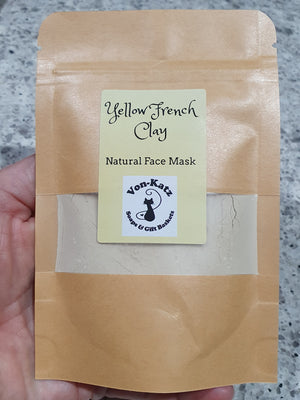 Yellow French
Clay
Natural Face Mask
Von-Katz
Soaps & Gift Baskets